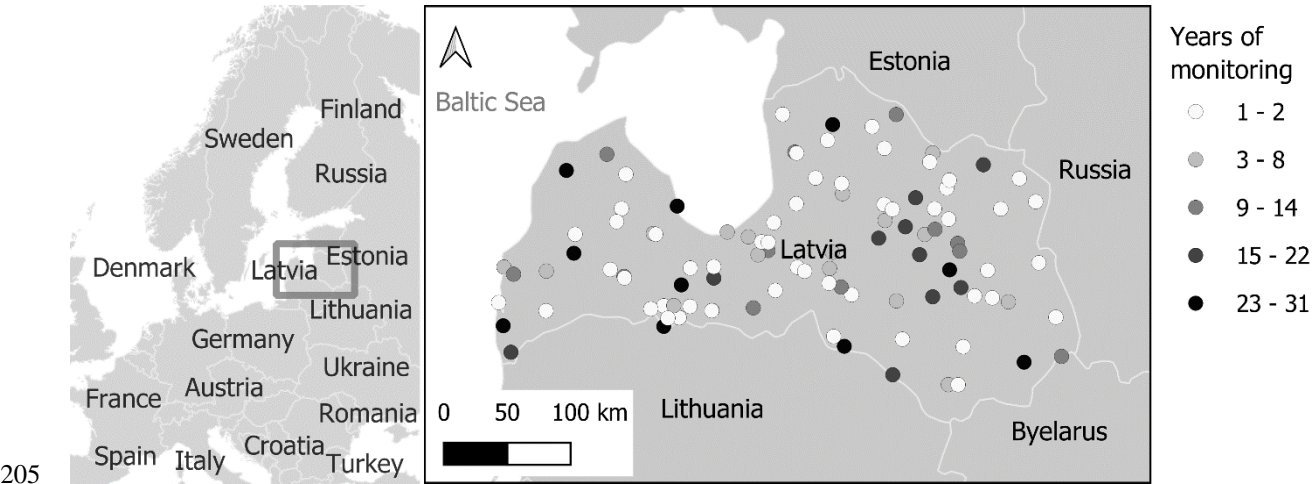 Finland
Sweden
Russia
Denmark
Latvia
Estonia
Lithuania
Germany
Ukraine
Austria
France
Romania
Croatia
Spain
Italy
Turkey
205
Estonia
Baltic Sea
Russia
Latvia
Lithuania
Byelarus
0 50 100 km
Years of
monitoring
1 - 2
3 - 8
9 - 14
15 - 22
23 - 31